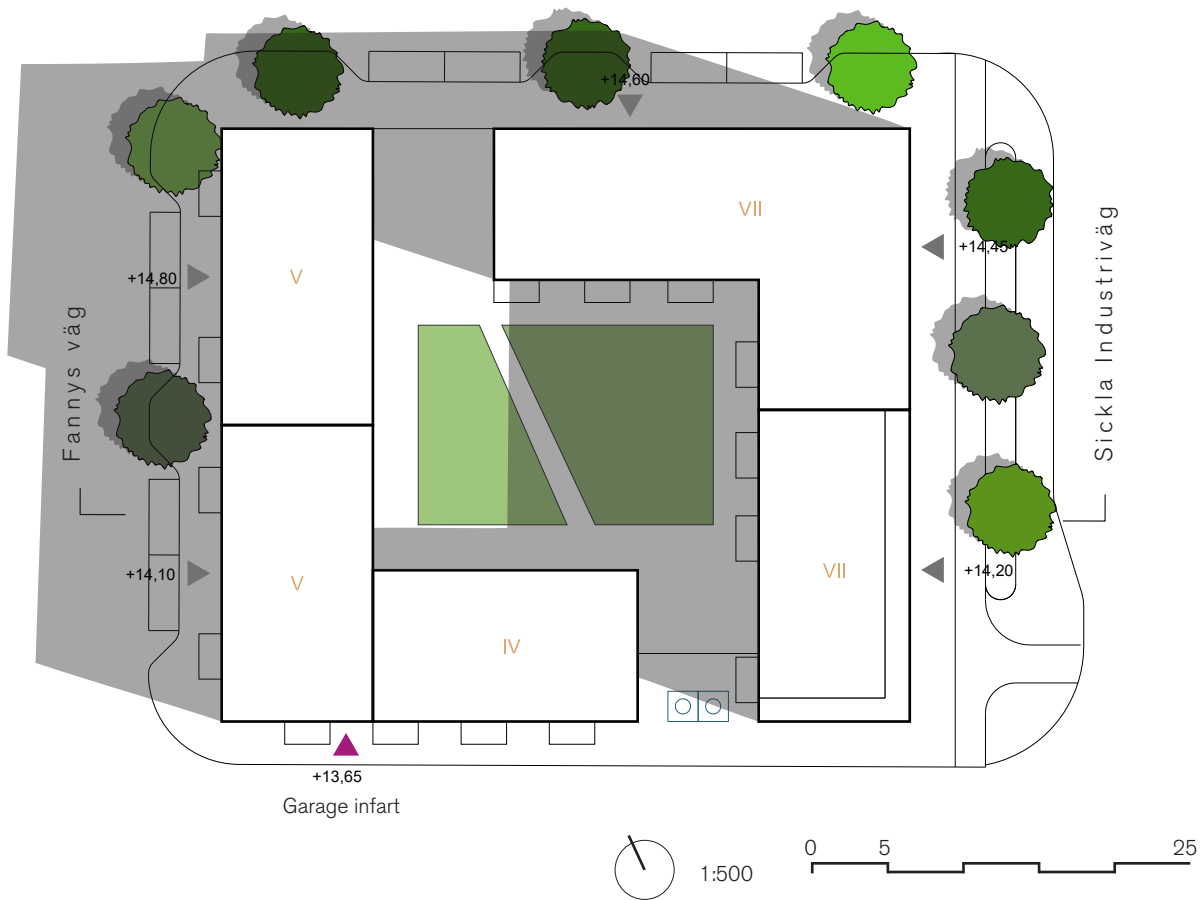 +14,60
VII
V
+14,80
+14,45
Fannys väg
Sickla Industriväg
+14,10
V
VII
+14,20
IV
+13,65
Garage infart
0 5 25
1:500